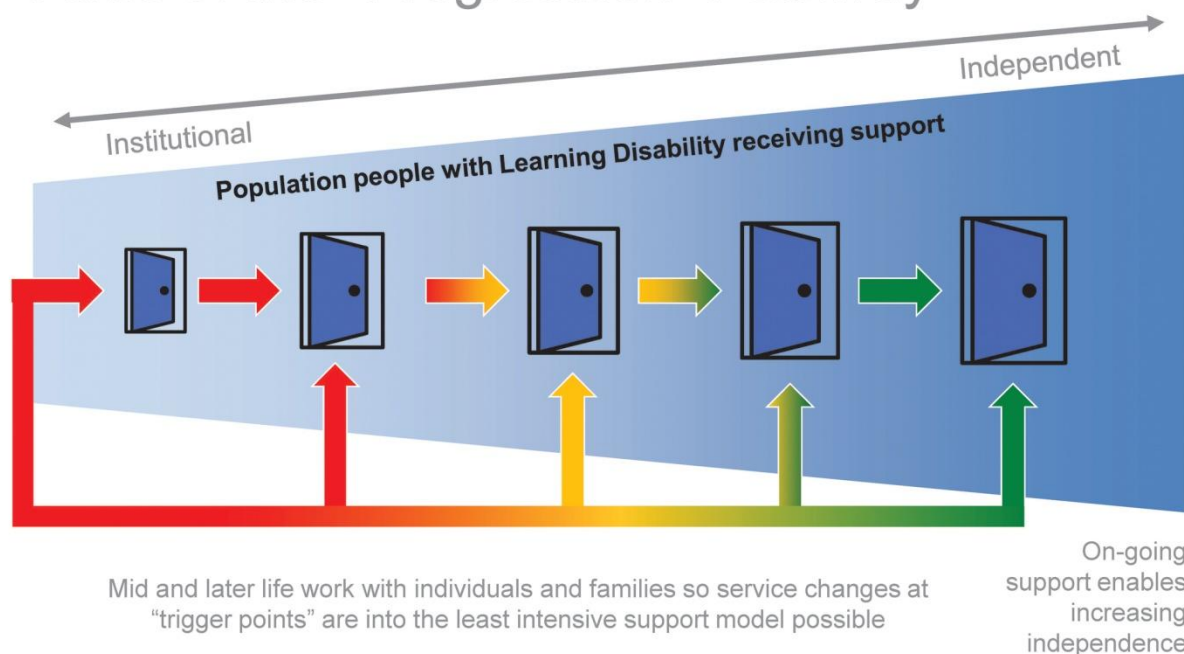 Independent
Institutional
Population people with Learning Disability receiving support
Mid and later life work with individuals and families so service changes at
“trigger points” are into the least intensive support model possible
On-going
support enables
increasing
independence